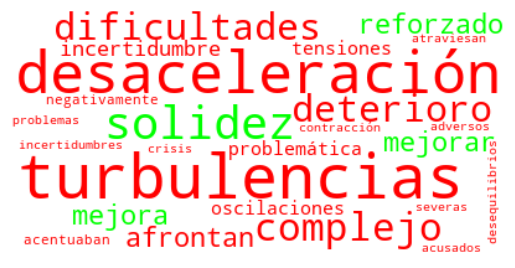 dificultades reforzado
atraviesan
incertidumbre tensiones
desaceleración
negativamente deterioro
problemas solidez contracción adversos
incertidumbres crisis problemática mejorar
turbulencias desequilibrios
mejora oscilaciones severas
acentuaban afrontan complejo acusados